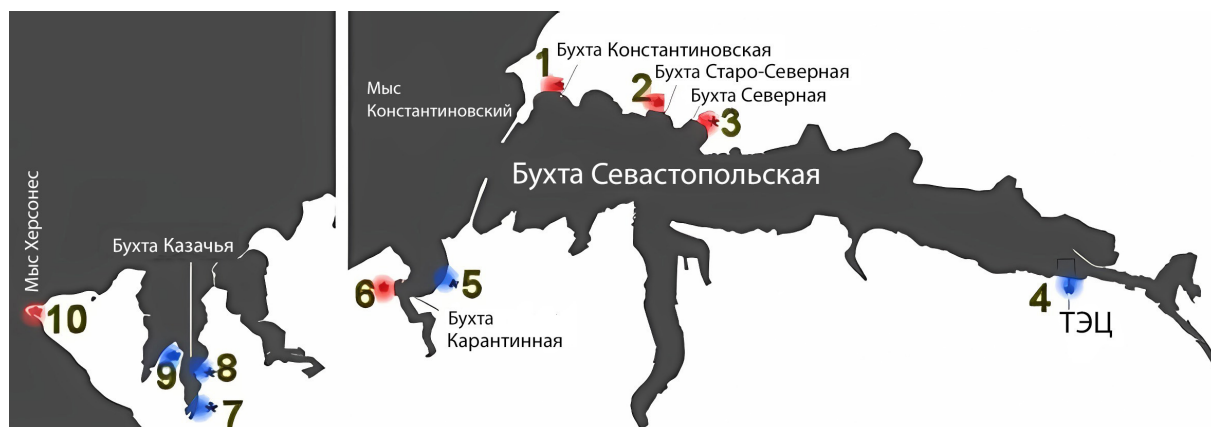 Мыс Херсонес
10
Бухта Казачья
9
8
7
1
Бухта Константиновская
2
Бухта Старо-Северная
Бухта Северная
3
Мыс
Константиновский
Бухта Севастопольская
6
5
Бухта
Карантинная
4
ТЭЦ